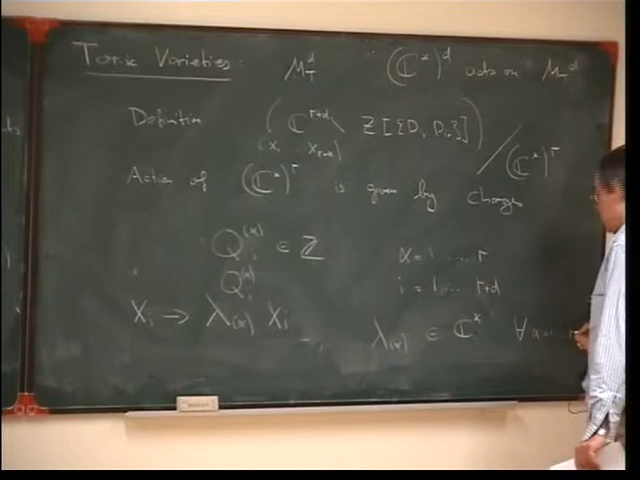 Toric Varieties. M_T^d (ℂ^*)^d acts on M_T^d
Definition (ℂ^{r+d} \ Z[{D_1 D_i}]) / (ℂ^*)^r
(x_1 .. x_{r+d})
Action of (ℂ^*)^r is given by charges
Q_i^{(α)} ∈ ℤ α = 1 .... r
Q_i^{(α)} i = 1 .... r+d
X_i → λ_{(α)} X_i λ_{(α)} ∈ ℂ^* ∀ α